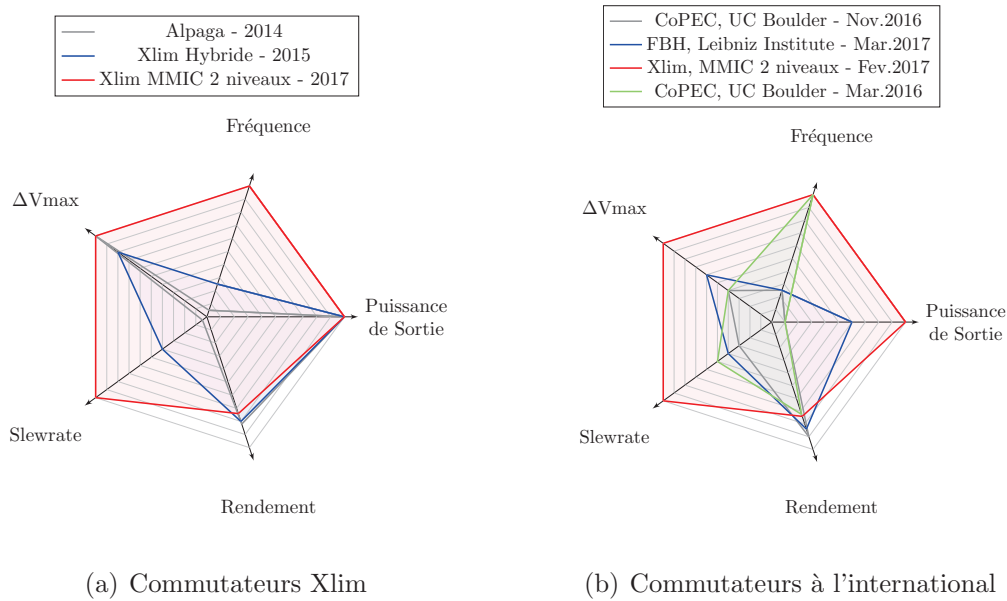 Alpaga - 2014
Xlim Hybride - 2015
Xlim MMIC 2 niveaux - 2017
Fréquence
ΔVmax
Puissance
de Sortie
Slewrate
Rendement
(a) Commutateurs Xlim
CoPEC, UC Boulder - Nov.2016
FBH, Leibniz Institute - Mar.2017
Xlim, MMIC 2 niveaux - Fev.2017
CoPEC, UC Boulder - Mar.2016
Fréquence
ΔVmax
Puissance
de Sortie
Slewrate
Rendement
(b) Commutateurs à l'international